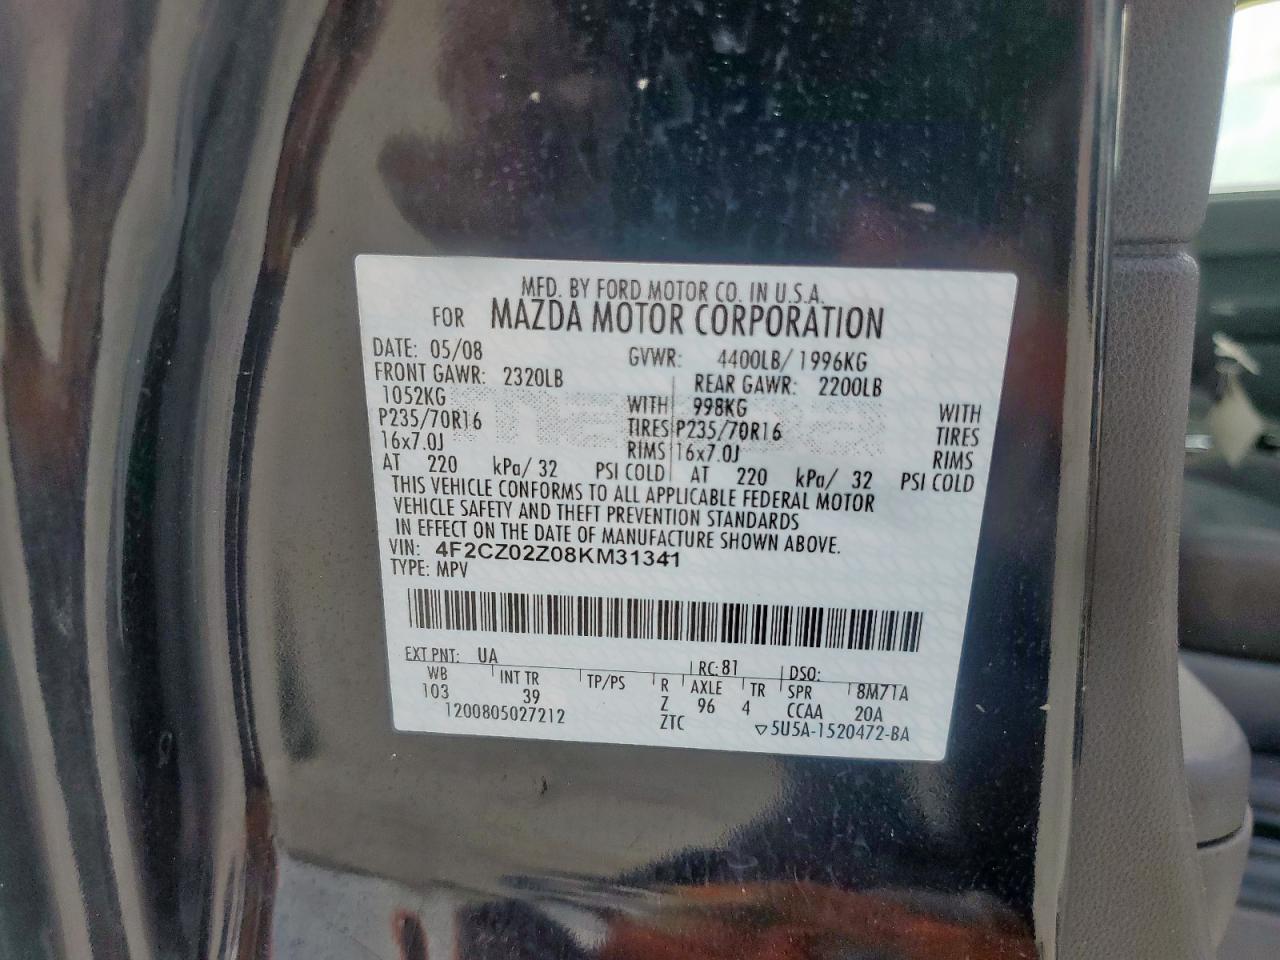 MFD. BY FORD MOTOR CO. IN U.S.A.
FOR MAZDA MOTOR CORPORATION
DATE: 05/08 GVWR: 4400LB/ 1996KG
FRONT GAWR: 2320LB REAR GAWR: 2200LB
1052KG WITH 998KG WITH
P235/70R16 TIRES P235/70R16 TIRES
16x7.0J RIMS 16x7.0J RIMS
AT 220 kPa/ 32 PSI COLD AT 220 kPa/ 32 PSI COLD
THIS VEHICLE CONFORMS TO ALL APPLICABLE FEDERAL MOTOR
VEHICLE SAFETY AND THEFT PREVENTION STANDARDS
IN EFFECT ON THE DATE OF MANUFACTURE SHOWN ABOVE.
VIN: 4F2CZ02Z08KM31341
TYPE: MPV
EXT PNT: UA RC: 81 DSO:
WB INT TR TP/PS R AXLE TR SPR 8M71A
103 39 Z 96 4 CCAA 20A
1200805027212 ZTC ▽5U5A-1520472-BA